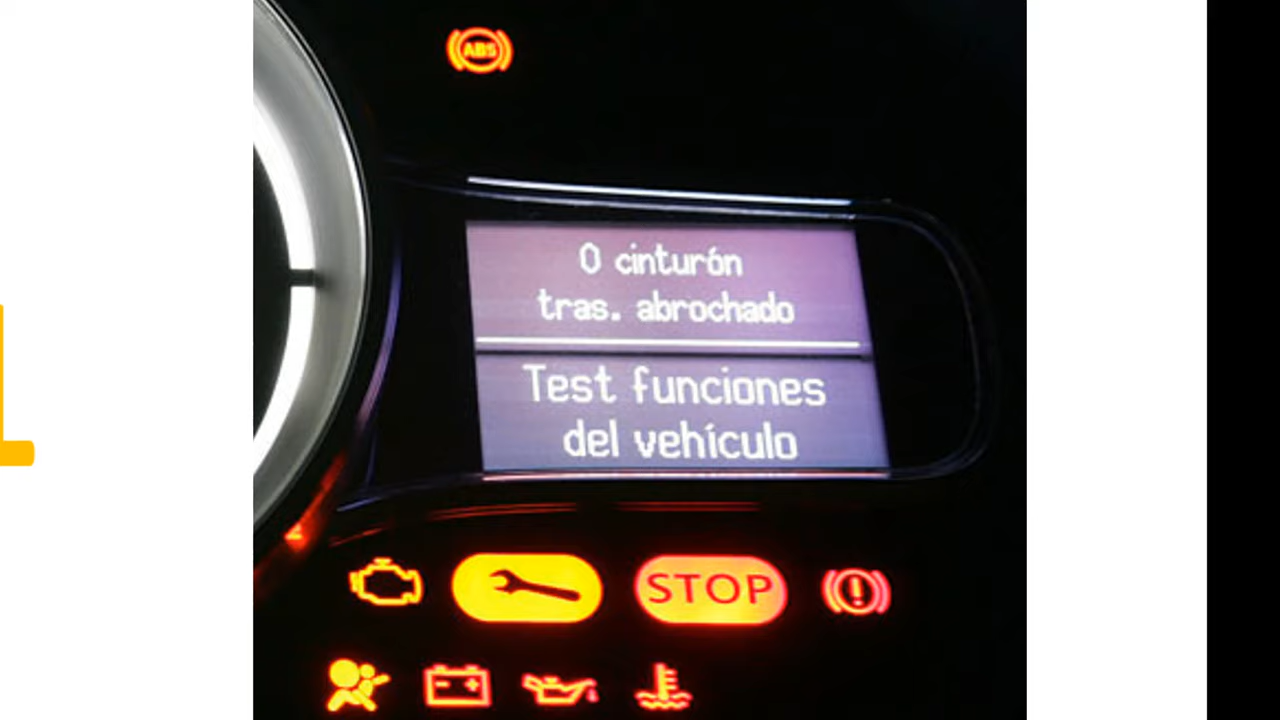 ABS
0 cinturón
tras. abrochado
Test funciones
del vehículo
STOP